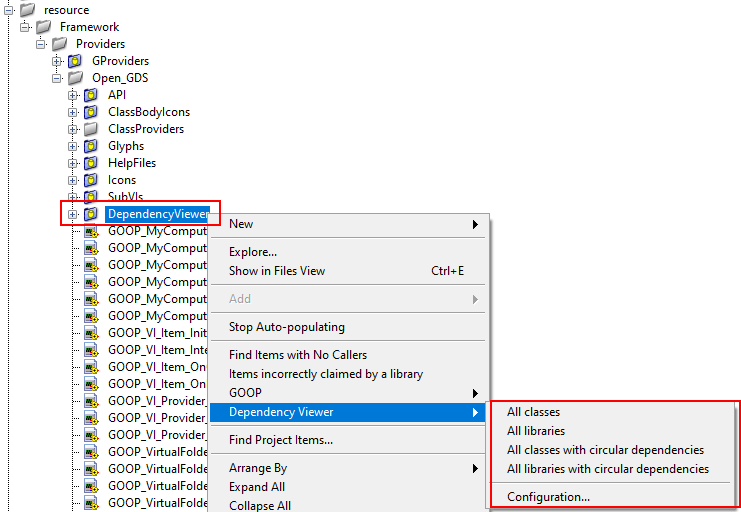 resource
Framework
Providers
GProviders
Open_GDS
API
ClassBodyIcons
ClassProviders
Glyphs
HelpFiles
Icons
SubVIs
DependencyViewer
GOOP_MyComput
GOOP_MyComput
GOOP_MyComput
GOOP_MyComput
GOOP_MyComput
GOOP_MyComput
GOOP_VI_Item_Init
GOOP_VI_Item_Inte
GOOP_VI_Item_On
GOOP_VI_Item_On
GOOP_VI_Provider_
GOOP_VI_Provider_
GOOP_VI_Provider_
GOOP_VirtualFolde
GOOP_VirtualFolde
GOOP_VirtualFolde
GOOP_VirtualFolde
New
Explore...
Show in Files View Ctrl+E
Add
Stop Auto-populating
Find Items with No Callers
Items incorrectly claimed by a library
GOOP
Dependency Viewer
Find Project Items...
Arrange By
Expand All
Collapse All
All classes
All libraries
All classes with circular dependencies
All libraries with circular dependencies
Configuration...